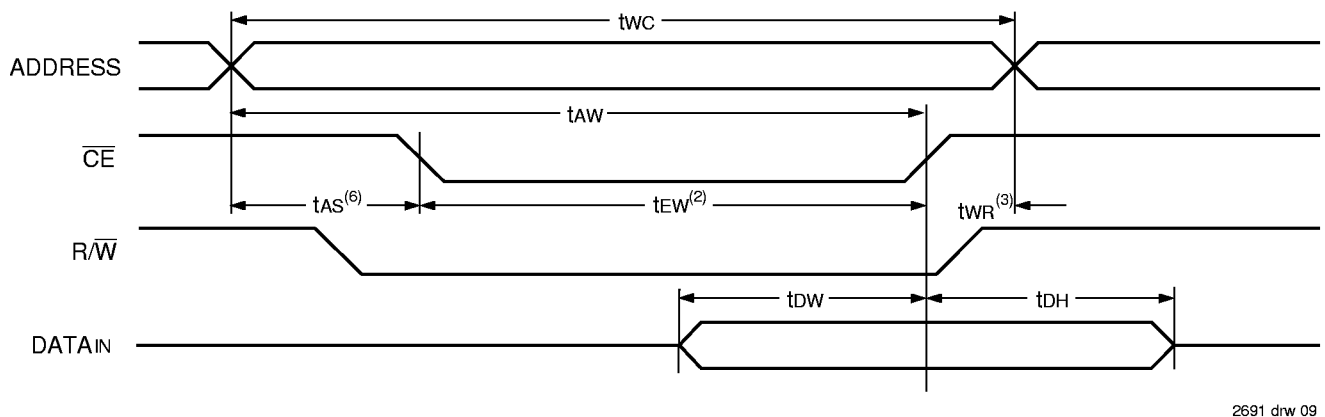 tWC
ADDRESS
tAW
CE
tAS(6) tEW(2) tWR(3)
R/W
tDW tDH
DATAIN
2691 drw 09